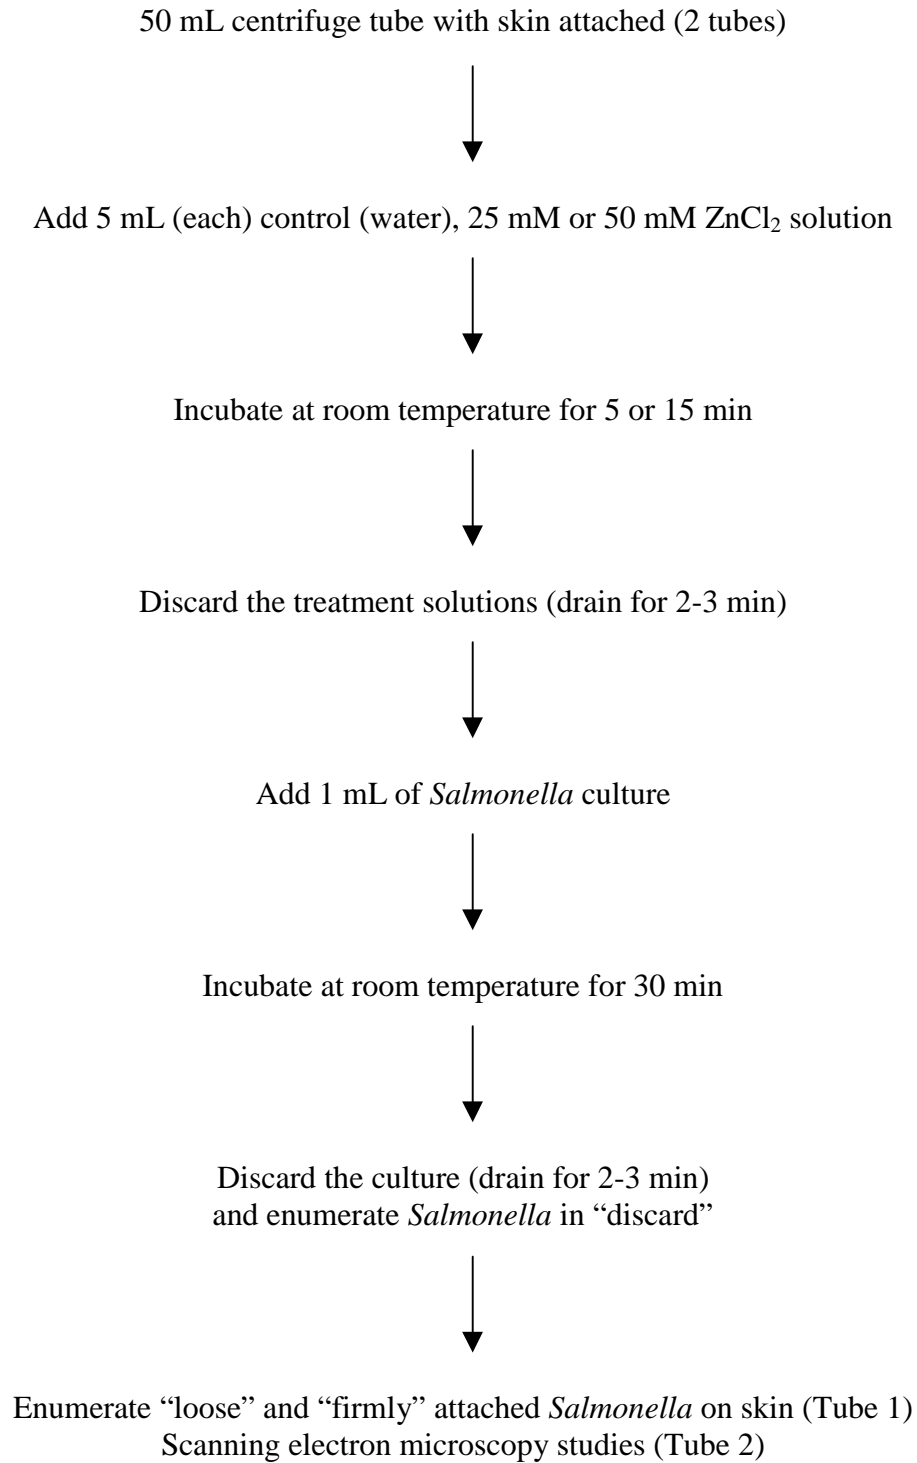 50 mL centrifuge tube with skin attached (2 tubes)
Add 5 mL (each) control (water), 25 mM or 50 mM ZnCl₂ solution
Incubate at room temperature for 5 or 15 min
Discard the treatment solutions (drain for 2-3 min)
Add 1 mL of Salmonella culture
Incubate at room temperature for 30 min
Discard the culture (drain for 2-3 min)
and enumerate Salmonella in “discard”
Enumerate “loose” and “firmly” attached Salmonella on skin (Tube 1)
Scanning electron microscopy studies (Tube 2)